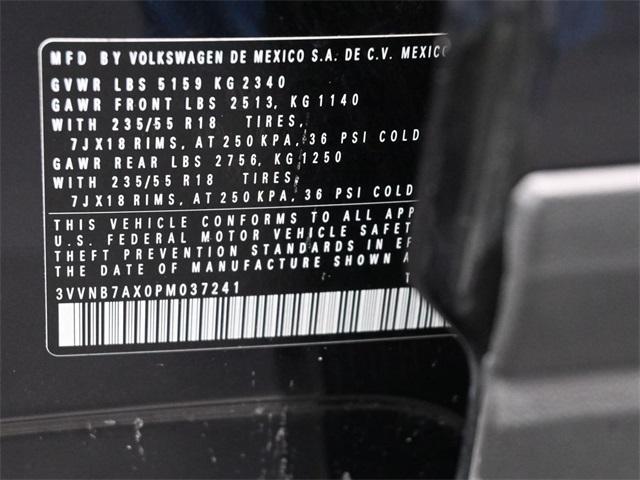 MFD BY VOLKSWAGEN DE MEXICO S.A. DE C.V. MEXICO
GVWR LBS 5159 KG 2340
GAWR FRONT LBS 2513, KG 1140
WITH 235/55 R18 TIRES,
7JX18 RIMS, AT 250 KPA, 36 PSI COLD
GAWR REAR LBS 2756, KG 1250
WITH 235/55 R18 TIRES,
7JX18 RIMS, AT 250 KPA, 36 PSI COLD
THIS VEHICLE CONFORMS TO ALL APP
U.S. FEDERAL MOTOR VEHICLE SAFET
THEFT PREVENTION STANDARDS IN EF
THE DATE OF MANUFACTURE SHOWN A
3VVNB7AX0PM037241 T